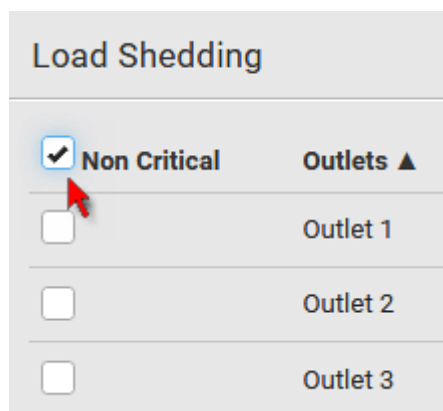 Load Shedding
Non Critical Outlets ▲
Outlet 1
Outlet 2
Outlet 3